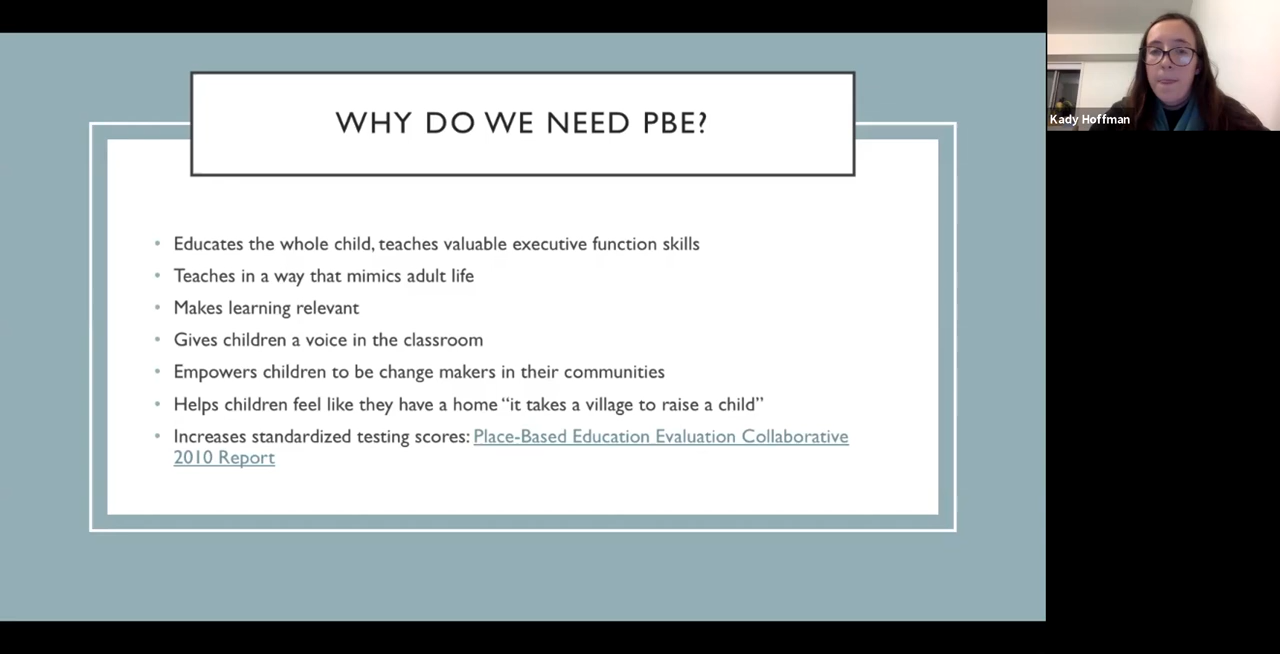 WHY DO WE NEED PBE?
• Educates the whole child, teaches valuable executive function skills
• Teaches in a way that mimics adult life
• Makes learning relevant
• Gives children a voice in the classroom
• Empowers children to be change makers in their communities
• Helps children feel like they have a home “it takes a village to raise a child”
• Increases standardized testing scores: Place-Based Education Evaluation Collaborative
2010 Report
Kady Hoffman